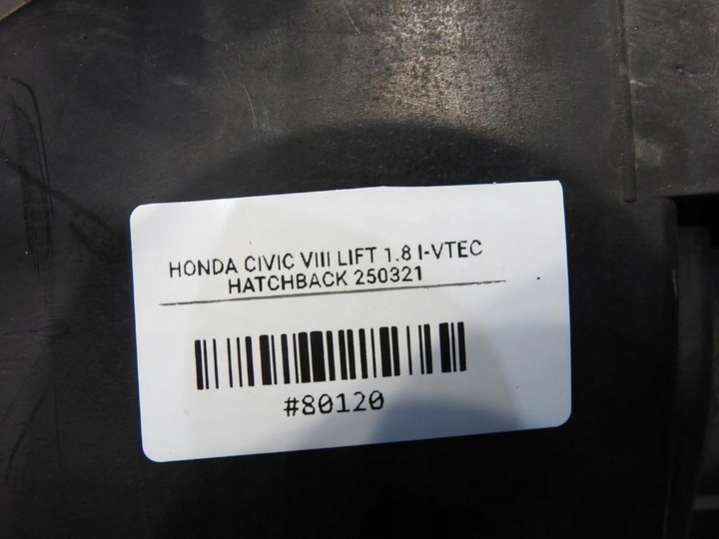 HONDA CIVIC VIII LIFT 1.8 I-VTEC
HATCHBACK 250321
#80120